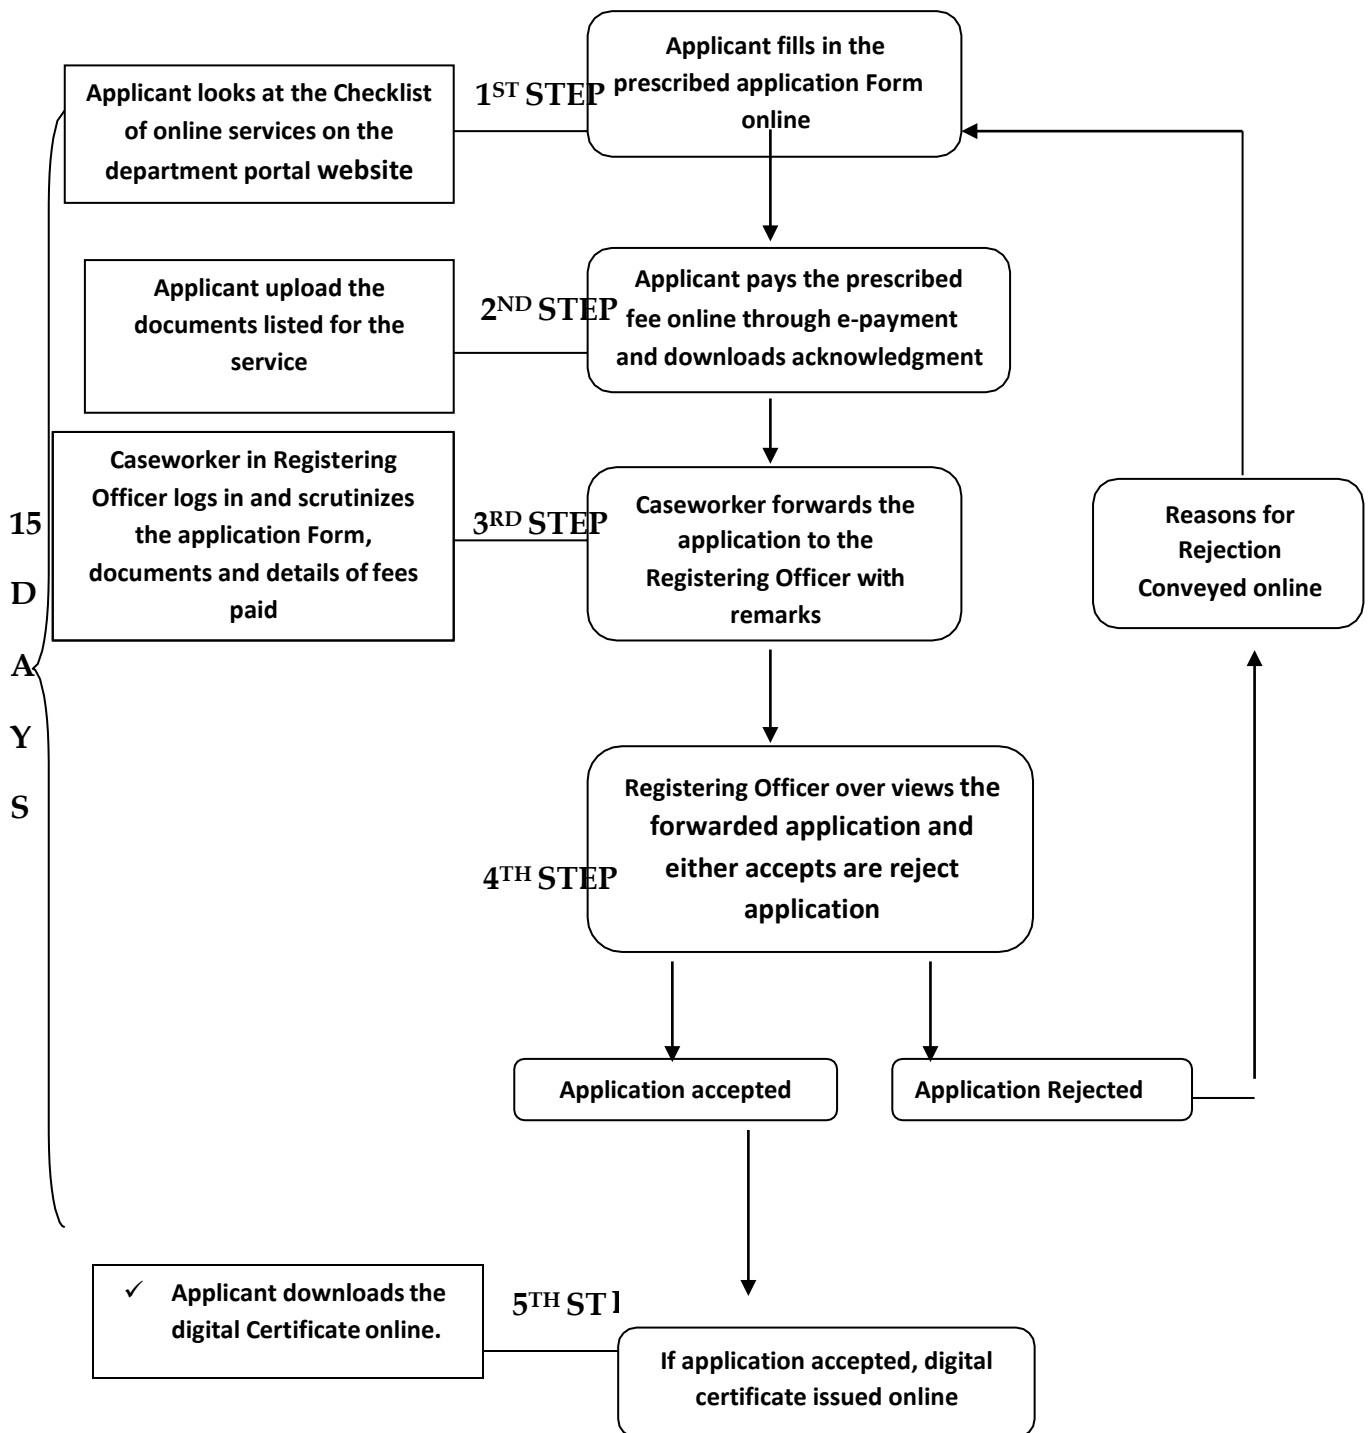 Applicant fills in the
prescribed application Form
online
1ST STEP
Applicant looks at the Checklist
of online services on the
department portal website
Applicant pays the prescribed
fee online through e-payment
and downloads acknowledgment
2ND STEP
Applicant upload the
documents listed for the
service
Caseworker in Registering
Officer logs in and scrutinizes
the application Form,
documents and details of fees
paid
3RD STEP
Caseworker forwards the
application to the
Registering Officer with
remarks
Reasons for
Rejection
Conveyed online
15
D
A
Y
S
Registering Officer over views the
forwarded application and
either accepts are reject
application
4TH STEP
Application accepted
Application Rejected
✓ Applicant downloads the
digital Certificate online.
5TH ST
If application accepted, digital
certificate issued online